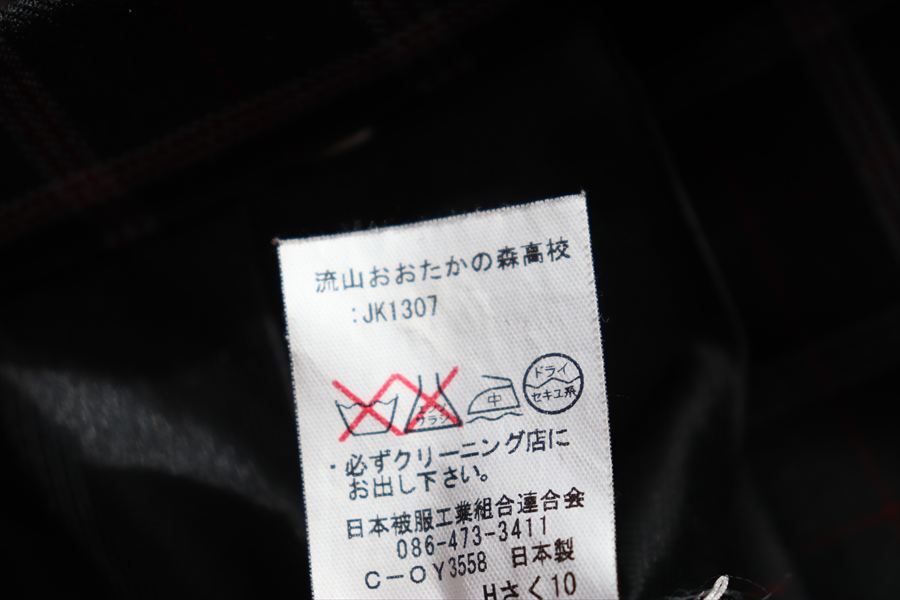 流山おおたかの森高校
:JK1307
中
ドライ
セキユ系
・必ずクリーニング店に
お出し下さい。
日本被服工業組合連合会
086-473-3411
C-OY3558 日本製
Hさく10